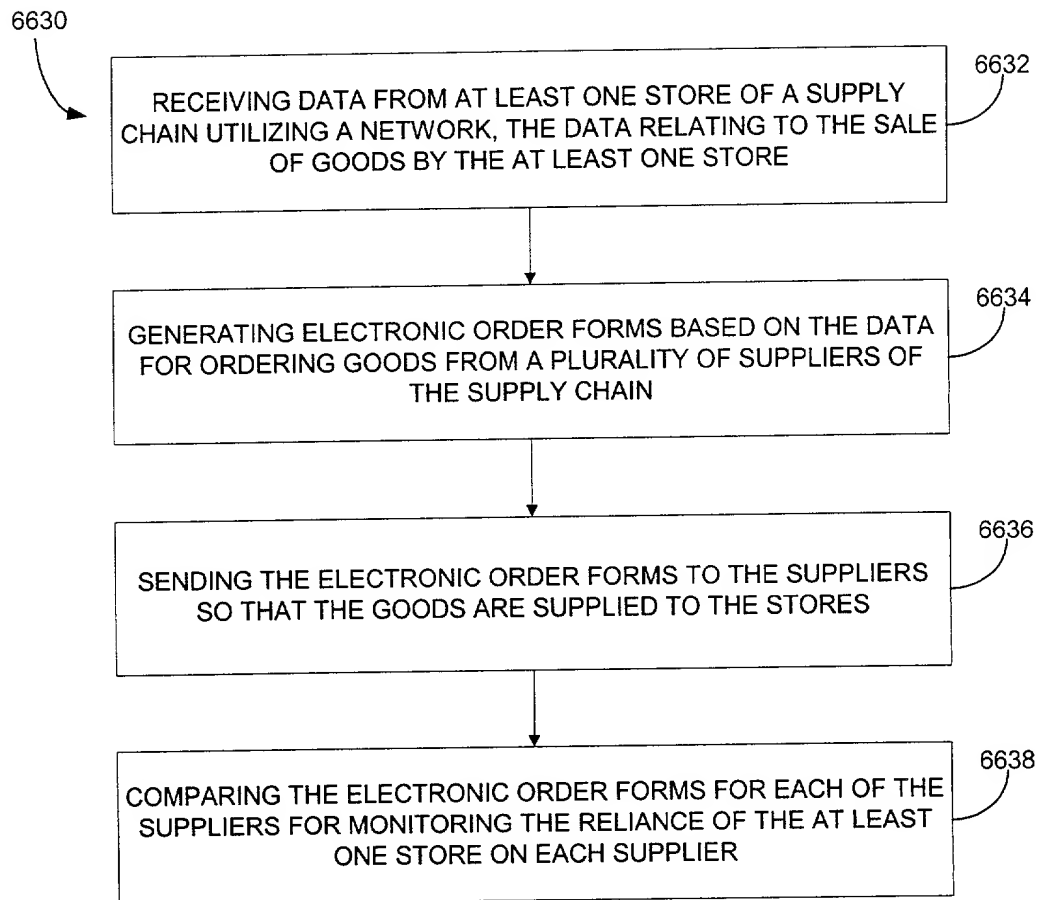 6630
6632
RECEIVING DATA FROM AT LEAST ONE STORE OF A SUPPLY
CHAIN UTILIZING A NETWORK, THE DATA RELATING TO THE SALE
OF GOODS BY THE AT LEAST ONE STORE
6634
GENERATING ELECTRONIC ORDER FORMS BASED ON THE DATA
FOR ORDERING GOODS FROM A PLURALITY OF SUPPLIERS OF
THE SUPPLY CHAIN
6636
SENDING THE ELECTRONIC ORDER FORMS TO THE SUPPLIERS
SO THAT THE GOODS ARE SUPPLIED TO THE STORES
6638
COMPARING THE ELECTRONIC ORDER FORMS FOR EACH OF THE
SUPPLIERS FOR MONITORING THE RELIANCE OF THE AT LEAST
ONE STORE ON EACH SUPPLIER